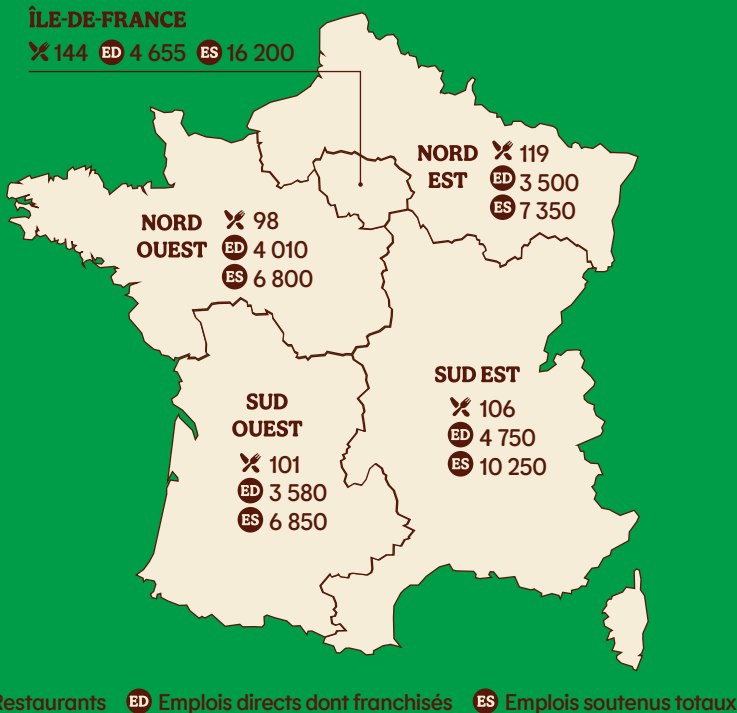 ÎLE-DE-FRANCE
144 ED 4 655 ES 16 200
NORD EST
119
ED 3 500
ES 7 350
NORD OUEST
98
ED 4 010
ES 6 800
SUD EST
106
ED 4 750
ES 10 250
SUD OUEST
101
ED 3 580
ES 6 850
Restaurants ED Emplois directs dont franchisés ES Emplois soutenus totaux